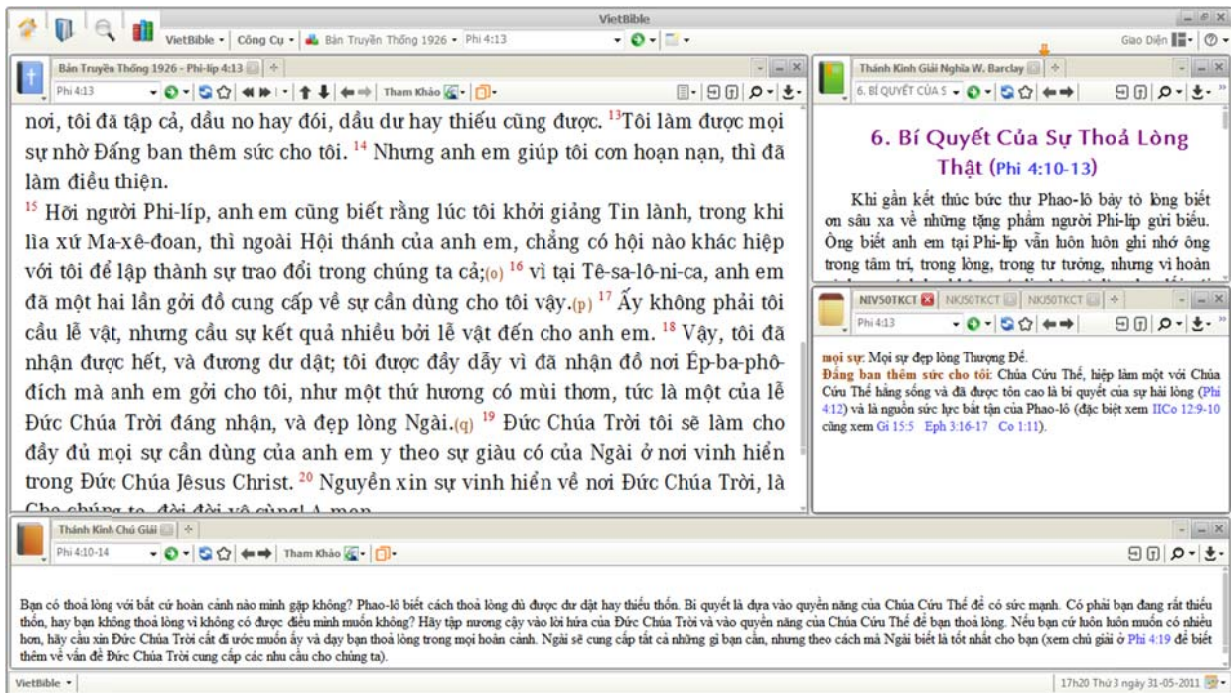 VietBible
VietBible Công Cụ Bản Truyền Thống 1926 Phi 4:13 Giao Diện
Bản Truyền Thống 1926 - Phi-líp 4:13
Phi 4:13 Tham Khảo
nơi, tôi đã tập cả, dầu no hay đói, dầu dư hay thiếu cũng được. 13Tôi làm được mọi
sự nhờ Đấng ban thêm sức cho tôi. 14 Nhưng anh em giúp tôi cơn hoạn nạn, thì đã
làm điều thiện.
15 Hỡi người Phi-líp, anh em cũng biết rằng lúc tôi khởi giảng Tin lành, trong khi
lìa xứ Ma-xê-đoan, thì ngoài Hội thánh của anh em, chẳng có hội nào khác hiệp
với tôi để lập thành sự trao đổi trong chúng ta cả;(o) 16 vì tại Tê-sa-lô-ni-ca, anh em
đã một hai lần gởi đồ cung cấp về sự cần dùng cho tôi vậy.(p) 17 Ấy không phải tôi
cầu lễ vật, nhưng cầu sự kết quả nhiều bởi lễ vật đến cho anh em. 18 Vậy, tôi đã
nhận được hết, và đương dư dật; tôi được đầy dẫy vì đã nhận đồ nơi Ép-ba-phô-
đích mà anh em gởi cho tôi, như một thứ hương có mùi thơm, tức là một của lễ
Đức Chúa Trời đáng nhận, và đẹp lòng Ngài.(q) 19 Đức Chúa Trời tôi sẽ làm cho
đầy đủ mọi sự cần dùng của anh em y theo sự giàu có của Ngài ở nơi vinh hiển
trong Đức Chúa Jêsus Christ. 20 Nguyền xin sự vinh hiển về nơi Đức Chúa Trời, là
Cha chúng ta, đời đời vô cùng! A-men.
Thánh Kinh Giải Nghĩa W. Barclay
6. BÍ QUYẾT CỦA S
6. Bí Quyết Của Sự Thoả Lòng
Thật (Phi 4:10-13)
Khi gần kết thúc bức thư Phao-lô bày tỏ lòng biết
ơn sâu xa về những tặng phẩm người Phi-líp gửi biếu.
Ông biết anh em tại Phi-líp vẫn luôn luôn ghi nhớ ông
trong tâm trí, trong lòng, trong tư tưởng, nhưng vì hoàn
NIV50TKCT NKJ50TKCT NKJ50TKCT
Phi 4:13
mọi sự: Mọi sự đẹp lòng Thượng Đế.
Đấng ban thêm sức cho tôi: Chúa Cứu Thế, hiệp làm một với Chúa
Cứu Thế hằng sống và đã được tôn cao là bí quyết của sự hài lòng (Phi
4:12) và là nguồn sức lực bất tận của Phao-lô (đặc biệt xem IICo 12:9-10
cũng xem Gi 15:5 Eph 3:16-17 Co 1:11).
Thánh Kinh Chú Giải
Phi 4:10-14 Tham Khảo
Bạn có thoả lòng với bất cứ hoàn cảnh nào mình gặp không? Phao-lô biết cách thoả lòng dù được dư dật hay thiếu thốn. Bí quyết là dựa vào quyền năng của Chúa Cứu Thế để có sức mạnh. Có phải bạn đang rất thiếu
thốn, hay bạn không thoả lòng vì không có được điều mình muốn không? Hãy tập nương cậy vào lời hứa của Đức Chúa Trời và vào quyền năng của Chúa Cứu Thế để bạn thoả lòng. Nếu bạn cứ luôn luôn muốn có nhiều
hơn, hãy cầu xin Đức Chúa Trời cất đi ước muốn ấy và dạy bạn thoả lòng trong mọi hoàn cảnh. Ngài sẽ cung cấp tất cả những gì bạn cần, nhưng theo cách mà Ngài biết là tốt nhất cho bạn (xem chú giải ở Phi 4:19 để biết
thêm về vấn đề Đức Chúa Trời cung cấp các nhu cầu cho chúng ta).
VietBible 17h20 Thứ 3 ngày 31-05-2011